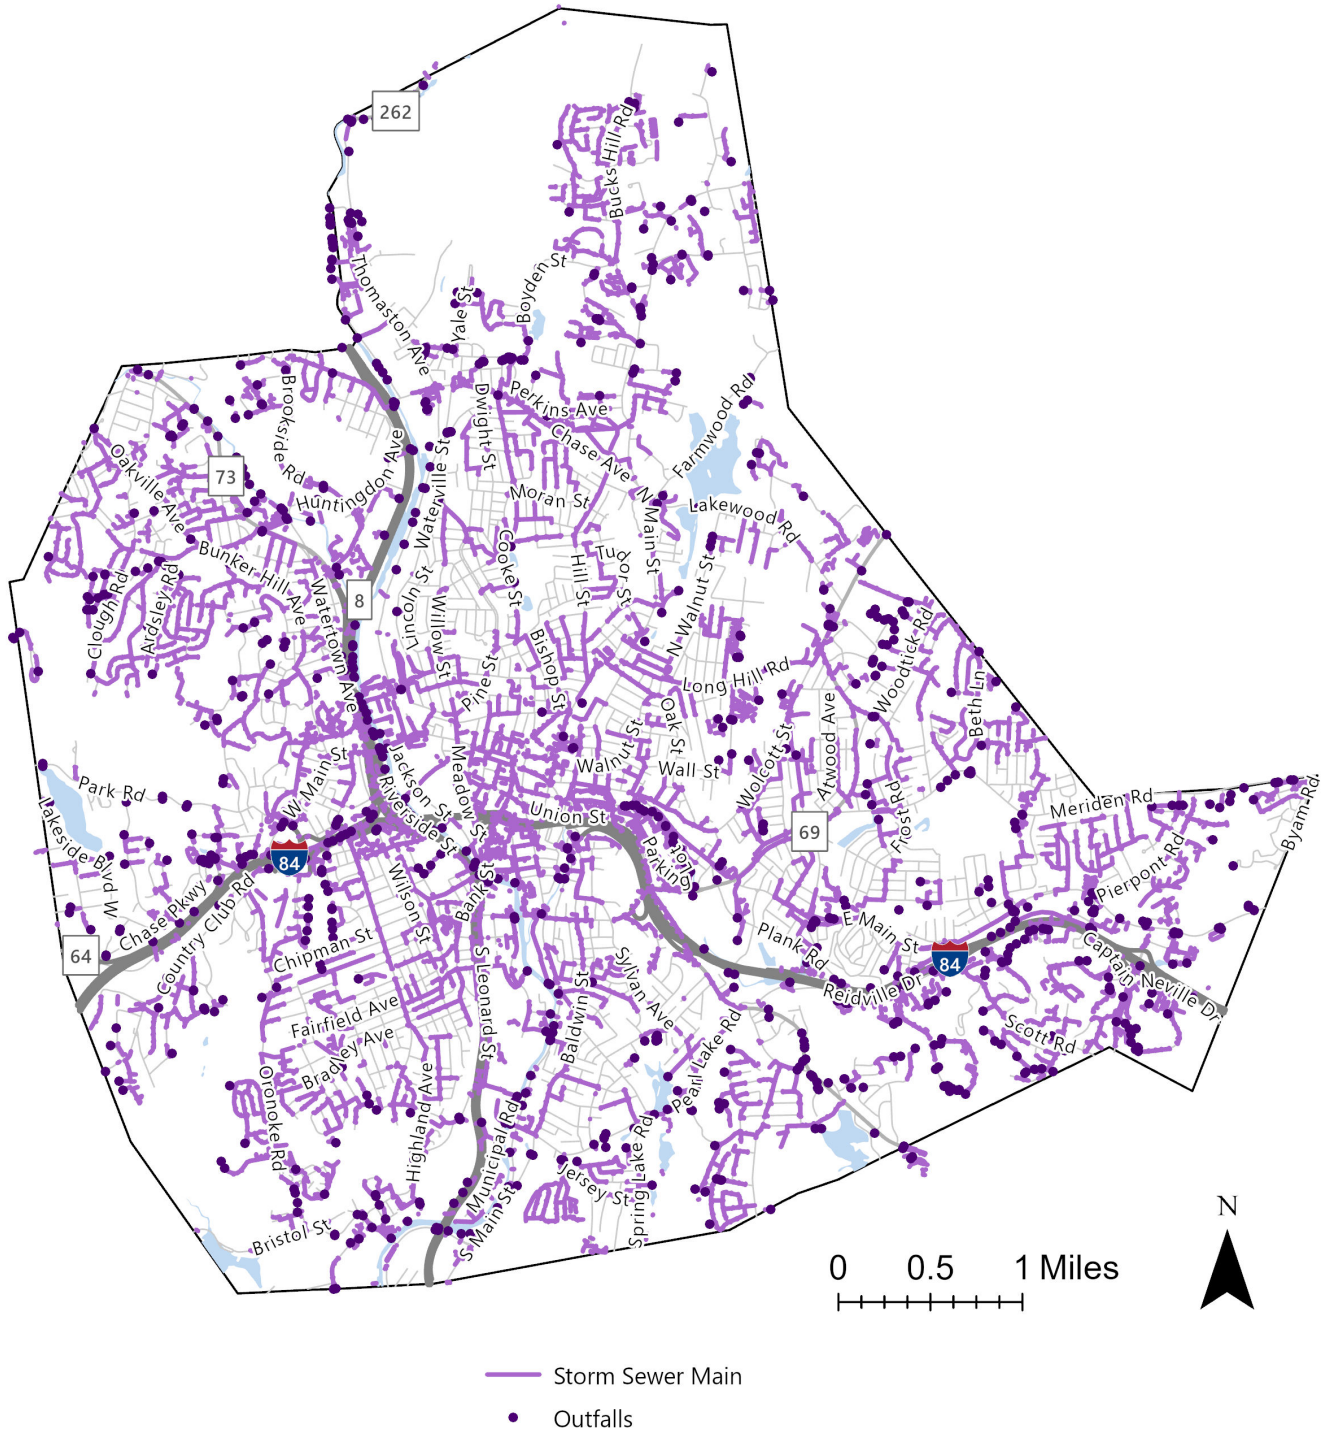 262
Bucks Hill Rd
Thomaston Ave
Yale St
Boyden St
Brookside Rd
Dwight St
Perkins Ave
Chase Ave
Farmwood Rd
Oakville Ave
73
Huntingdon Ave
Waterville St
Moran St
N Main St
Lakewood Rd
Bunker Hill Ave
Cooke St
Hill St
Tudor St
N Walnut St
Clough Rd
Ardsley Rd
Watertown Ave
8
Lincoln St
Willow St
Bishop St
Pine St
Long Hill Rd
Woodtick Rd
Beth Ln
Oak St
Atwood Ave
Wolcott St
Walnut St
Wall St
W Main St
Jackson St
Meadow St
Riverside St
Union St
Park Rd
Lakeside Blvd W
69
Frost Rd
Meriden Rd
Byam Rd
84
Parking Lot
Pierpont Rd
Chase Pkwy
Country Club Rd
Wilson St
Bank St
64
Chipman St
E Main St
Plank Rd
84
Captain Neville Dr
Reidville Dr
S Leonard St
Sylvan Ave
Baldwin St
Fairfield Ave
Bradley Ave
Scott Rd
Pearl Lake Rd
Oronoke Rd
Highland Ave
Municipal Rd
Spring Lake Rd
Jersey St
S Main St
Bristol St
N
0 0.5 1 Miles
Storm Sewer Main
Outfalls